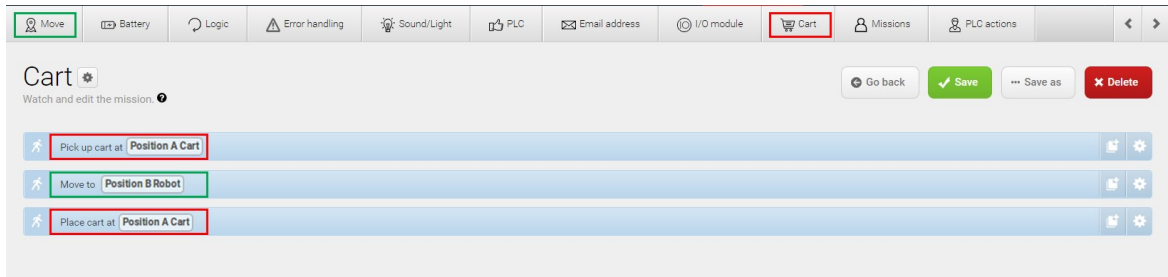 Move Battery Logic Error handling Sound/Light PLC Email address I/O module Cart Missions PLC actions
Cart
Go back Save Save as Delete
Watch and edit the mission.
Pick up cart at Position A Cart
Move to Position B Robot
Place cart at Position A Cart